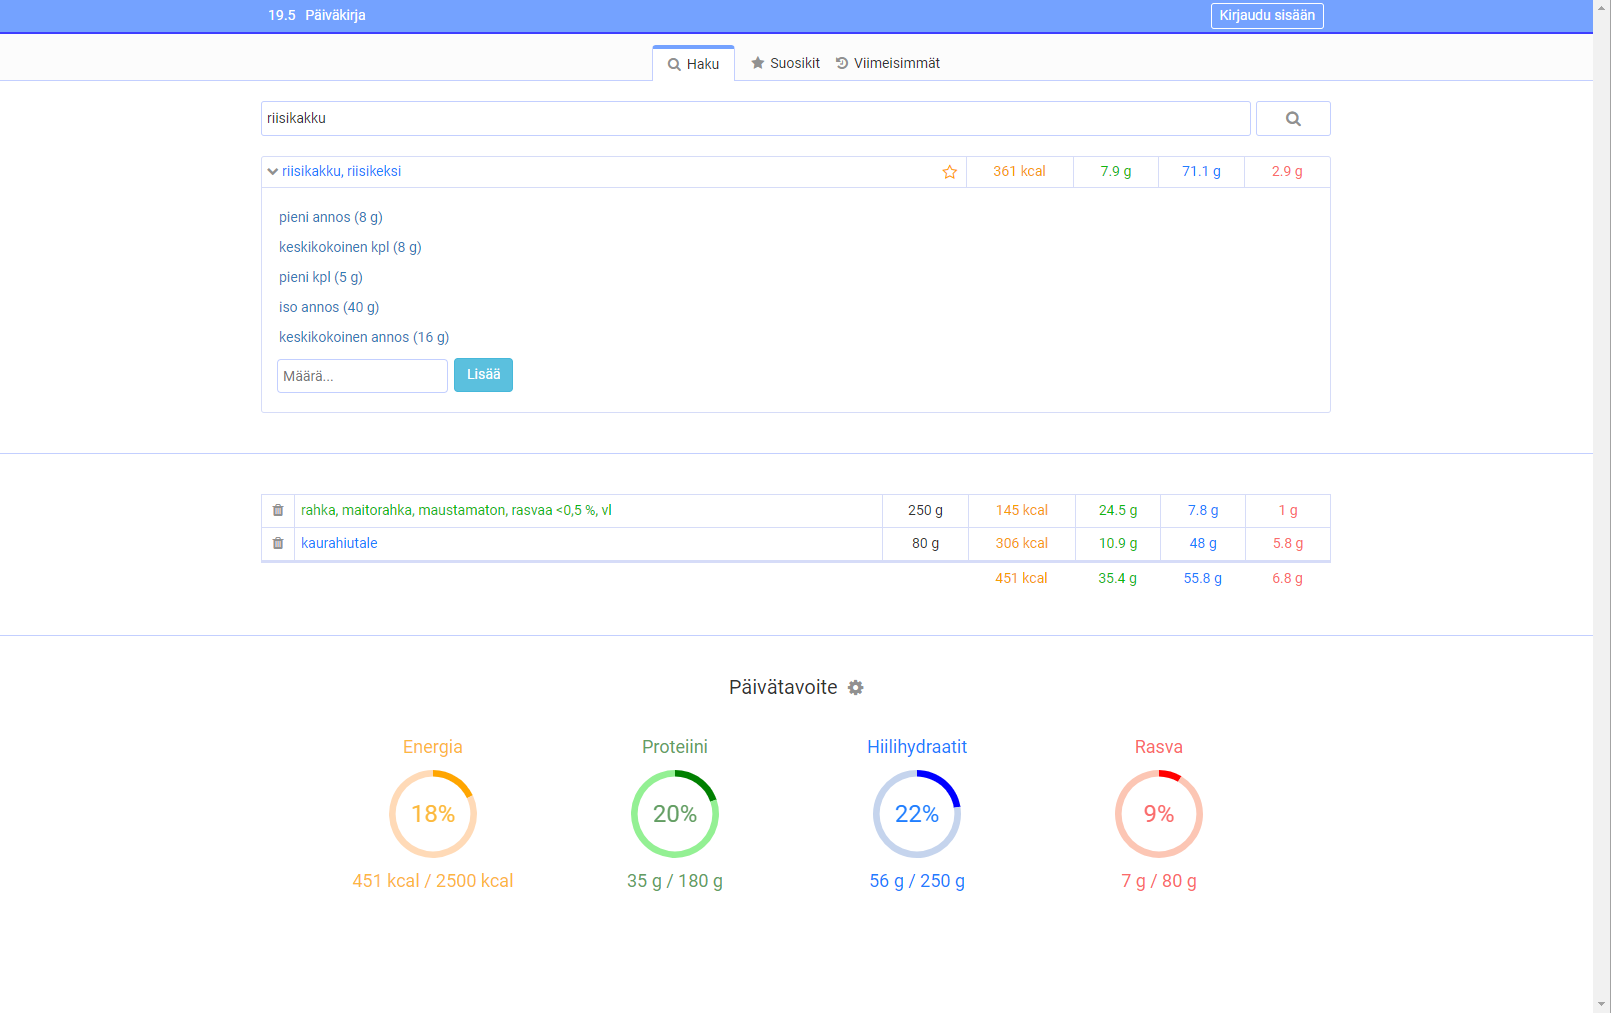 19.5 Päiväkirja Kirjaudu sisään
Haku Suosikit Viimeisimmät
riisikakku
riisikakku, riisikeksi 361 kcal 7.9 g 71.1 g 2.9 g
pieni annos (8 g)
keskikokoinen kpl (8 g)
pieni kpl (5 g)
iso annos (40 g)
keskikokoinen annos (16 g)
Määrä... Lisää
rahka, maitorahka, maustamaton, rasvaa <0,5 %, vl 250 g 145 kcal 24.5 g 7.8 g 1 g
kaurahiutale 80 g 306 kcal 10.9 g 48 g 5.8 g
451 kcal 35.4 g 55.8 g 6.8 g
Päivätavoite
Energia Proteiini Hiilihydraatit Rasva
18% 20% 22% 9%
451 kcal / 2500 kcal 35 g / 180 g 56 g / 250 g 7 g / 80 g